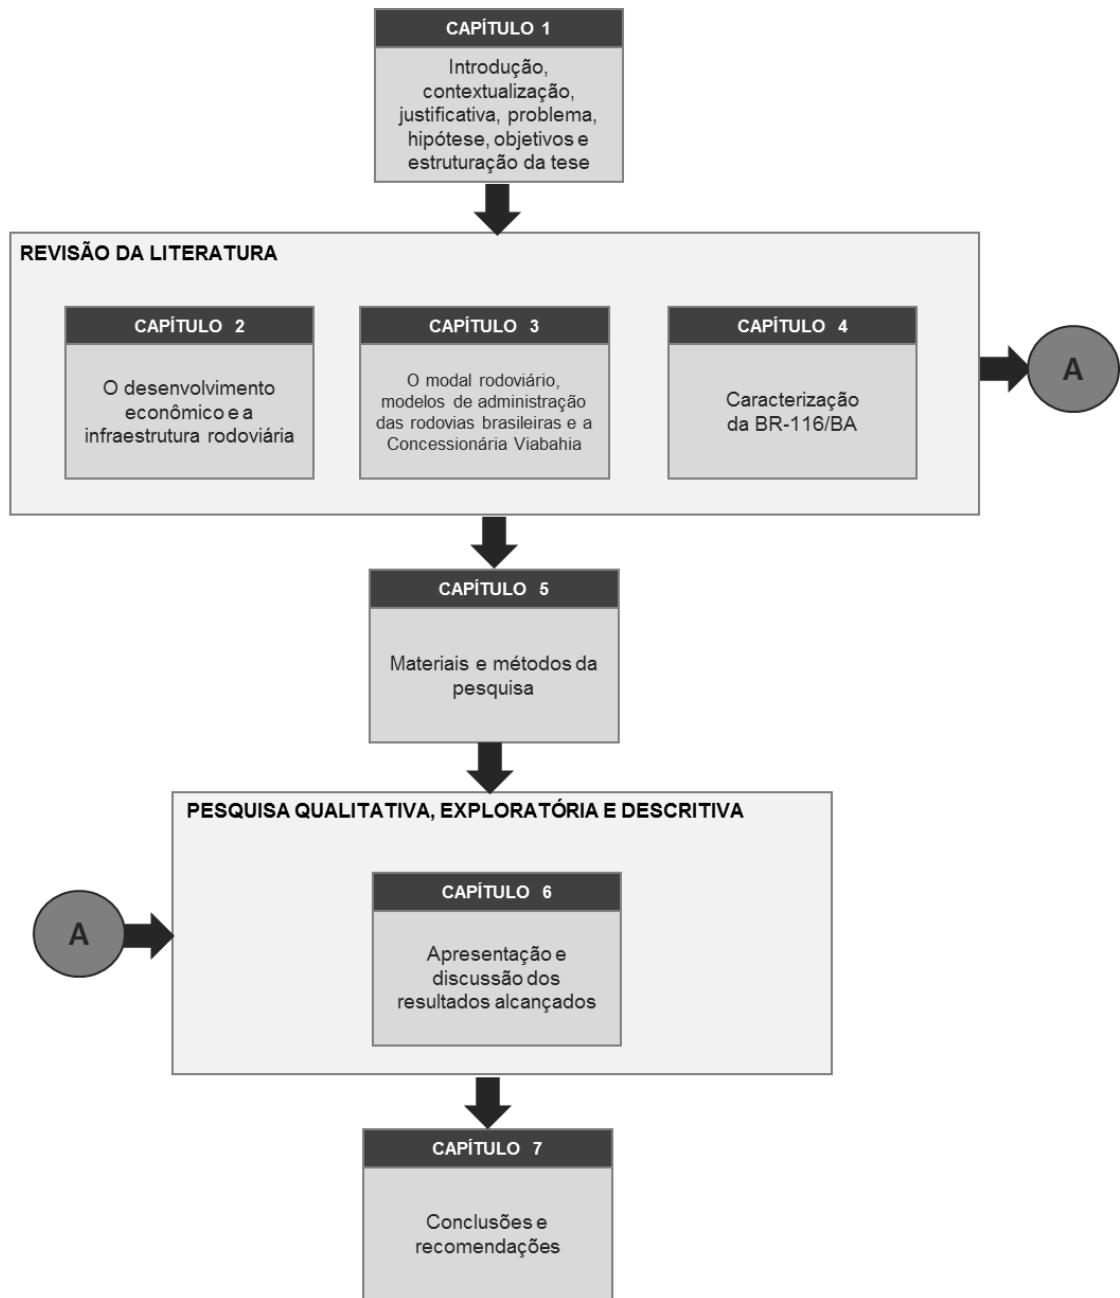 CAPÍTULO 1
Introdução,
contextualização,
justificativa, problema,
hipótese, objetivos e
estruturação da tese
REVISÃO DA LITERATURA
CAPÍTULO 2
O desenvolvimento
econômico e a
infraestrutura rodoviária
CAPÍTULO 3
O modal rodoviário,
modelos de administração
das rodovias brasileiras e a
Concessionária Viabahia
CAPÍTULO 4
Caracterização
da BR-116/BA
A
CAPÍTULO 5
Materiais e métodos da
pesquisa
PESQUISA QUALITATIVA, EXPLORATÓRIA E DESCRITIVA
A
CAPÍTULO 6
Apresentação e
discussão dos
resultados alcançados
CAPÍTULO 7
Conclusões e
recomendações